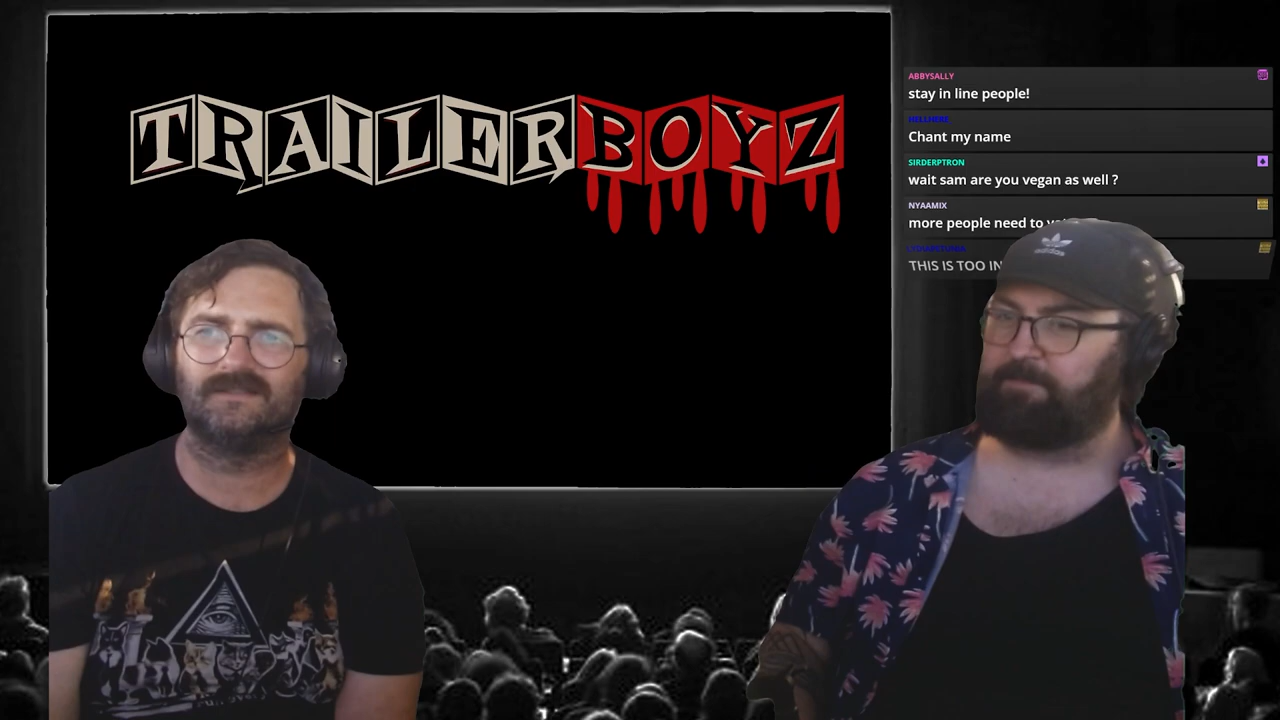 TRAILERBOYZ
ABBYSALLY
stay in line people!
Chant my name
SIRDERPTRON
wait sam are you vegan as well ?
NYAAMIX
more people need to
THIS IS TOO
adidas